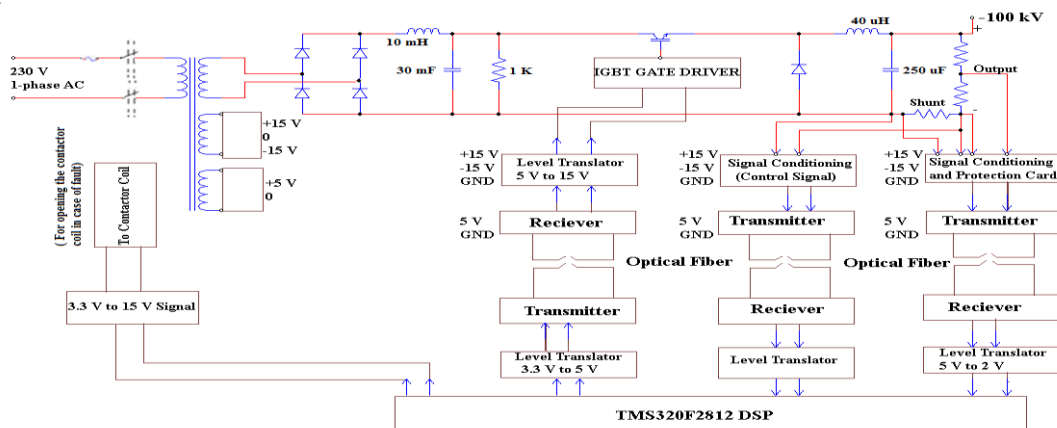 -100 kV
+
230 V
1-phase AC
10 mH
30 mF
1 K
IGBT GATE DRIVER
40 uH
250 uF
Output
Shunt
-
+15 V
0
-15 V
+5 V
0
( For opening the contactor
coil in case of fault)
To Contactor Coil
3.3 V to 15 V Signal
Level Translator
5 V to 15 V
+15 V
-15 V
GND
Reciever
5 V
GND
Optical Fiber
Transmitter
Level Translator
3.3 V to 5 V
+15 V
-15 V
GND
Signal Conditioning
(Control Signal)
5 V
GND
Transmitter
Optical Fiber
Reciever
Level Translator
+15 V
-15 V
GND
Signal Conditioning
and Protection Card
5 V
GND
Transmitter
Reciever
Level Translator
5 V to 2 V
TMS320F2812 DSP